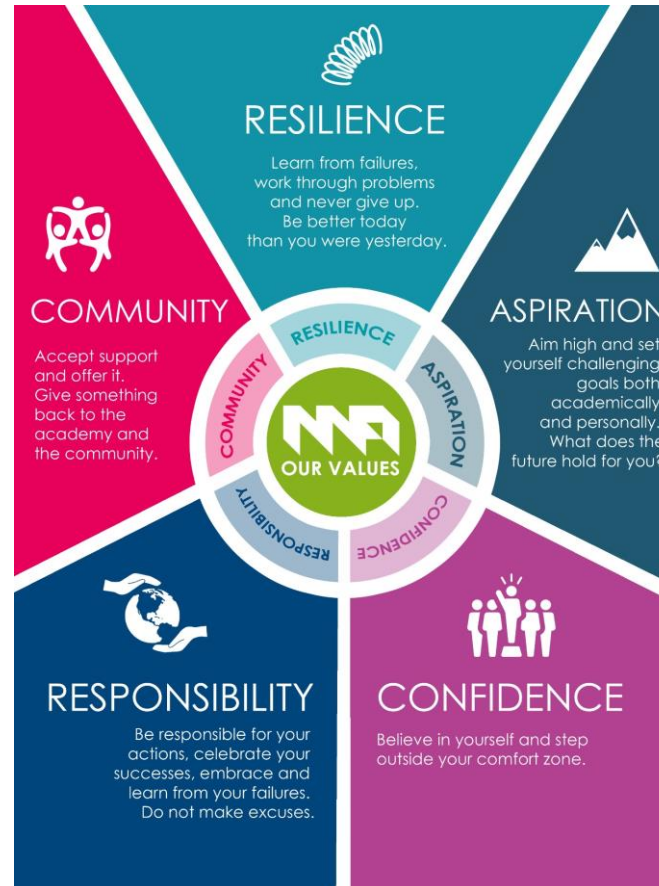 RESILIENCE
Learn from failures,
work through problems
and never give up.
Be better today
than you were yesterday.
COMMUNITY
Accept support
and offer it.
Give something
back to the
academy and
the community.
ASPIRATION
Aim high and set
yourself challenging
goals both
academically
and personally.
What does the
future hold for you?
RESILIENCE
ASPIRATION
CONFIDENCE
RESPONSIBILITY
COMMUNITY
OUR VALUES
RESPONSIBILITY
Be responsible for your
actions, celebrate your
successes, embrace and
learn from your failures.
Do not make excuses.
CONFIDENCE
Believe in yourself and step
outside your comfort zone.